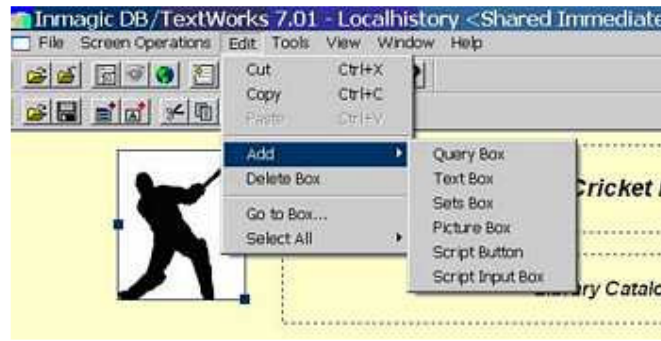 Inmagic DB/TextWorks 7.01 - Localhistory <Shared Immediate
File Screen Operations Edit Tools View Window Help
Cut Ctrl+X
Copy Ctrl+C
Paste Ctrl+V
Add
Delete Box
Go to Box...
Select All
Query Box
Text Box
Sets Box
Picture Box
Script Button
Script Input Box
Cricket
Library Catalo